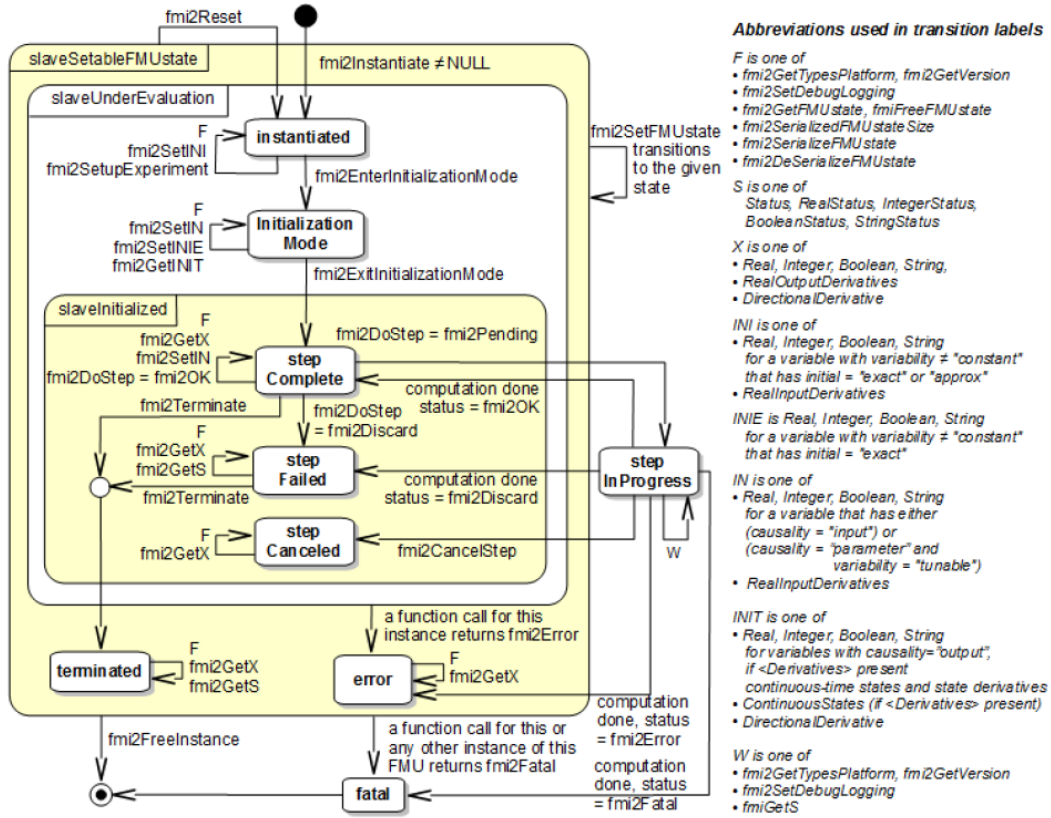 fmi2Reset
slaveSetableFMUstate
fmi2Instantiate ≠ NULL
slaveUnderEvaluation
F
fmi2SetINI
fmi2SetupExperiment
instantiated
fmi2SetFMUstate
transitions
to the given
state
fmi2EnterInitializationMode
F
fmi2SetIN
fmi2SetINIE
fmi2GetINIT
Initialization
Mode
fmi2ExitInitializationMode
slaveInitialized
F
fmi2GetX
fmi2SetIN
fmi2DoStep = fmi2OK
fmi2DoStep = fmi2Pending
step
Complete
computation done
status = fmi2OK
fmi2Terminate
fmi2DoStep
= fmi2Discard
F
fmi2GetX
fmi2GetS
step
Failed
step
InProgress
computation done
status = fmi2Discard
fmi2Terminate
F
fmi2GetX
step
Canceled
fmi2CancelStep
W
a function call for this
instance returns fmi2Error
terminated
F
fmi2GetX
fmi2GetS
error
F
fmi2GetX
computation
done, status
= fmi2Error
fmi2FreeInstance
a function call for this or
any other instance of this
FMU returns fmi2Fatal
computation
done, status
= fmi2Fatal
fatal
Abbreviations used in transition labels
F is one of
• fmi2GetTypesPlatform, fmi2GetVersion
• fmi2SetDebugLogging
• fmi2GetFMUstate, fmiFreeFMUstate
• fmi2SerializedFMUstateSize
• fmi2SerializeFMUstate
• fmi2DeSerializeFMUstate
S is one of
Status, RealStatus, IntegerStatus,
BooleanStatus, StringStatus
X is one of
• Real, Integer, Boolean, String,
• RealOutputDerivatives
• DirectionalDerivative
INI is one of
• Real, Integer, Boolean, String
for a variable with variability ≠ "constant"
that has initial = "exact" or "approx"
• RealInputDerivatives
INIE is Real, Integer, Boolean, String
for a variable with variability ≠ "constant"
that has initial = "exact"
IN is one of
• Real, Integer, Boolean, String
for a variable that has either
(causality = "input") or
(causality = "parameter" and
variability = "tunable")
• RealInputDerivatives
INIT is one of
• Real, Integer, Boolean, String
for variables with causality="output",
if <Derivatives> present
continuous-time states and state derivatives
• ContinuousStates (if <Derivatives> present)
• DirectionalDerivative
W is one of
• fmi2GetTypesPlatform, fmi2GetVersion
• fmi2SetDebugLogging
• fmiGetS